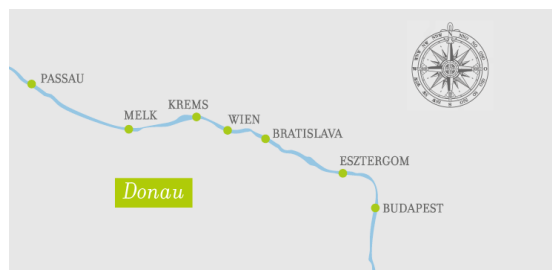 PASSAU
MELK
KREMS
WIEN
BRATISLAVA
ESZTERGOM
BUDAPEST
Donau